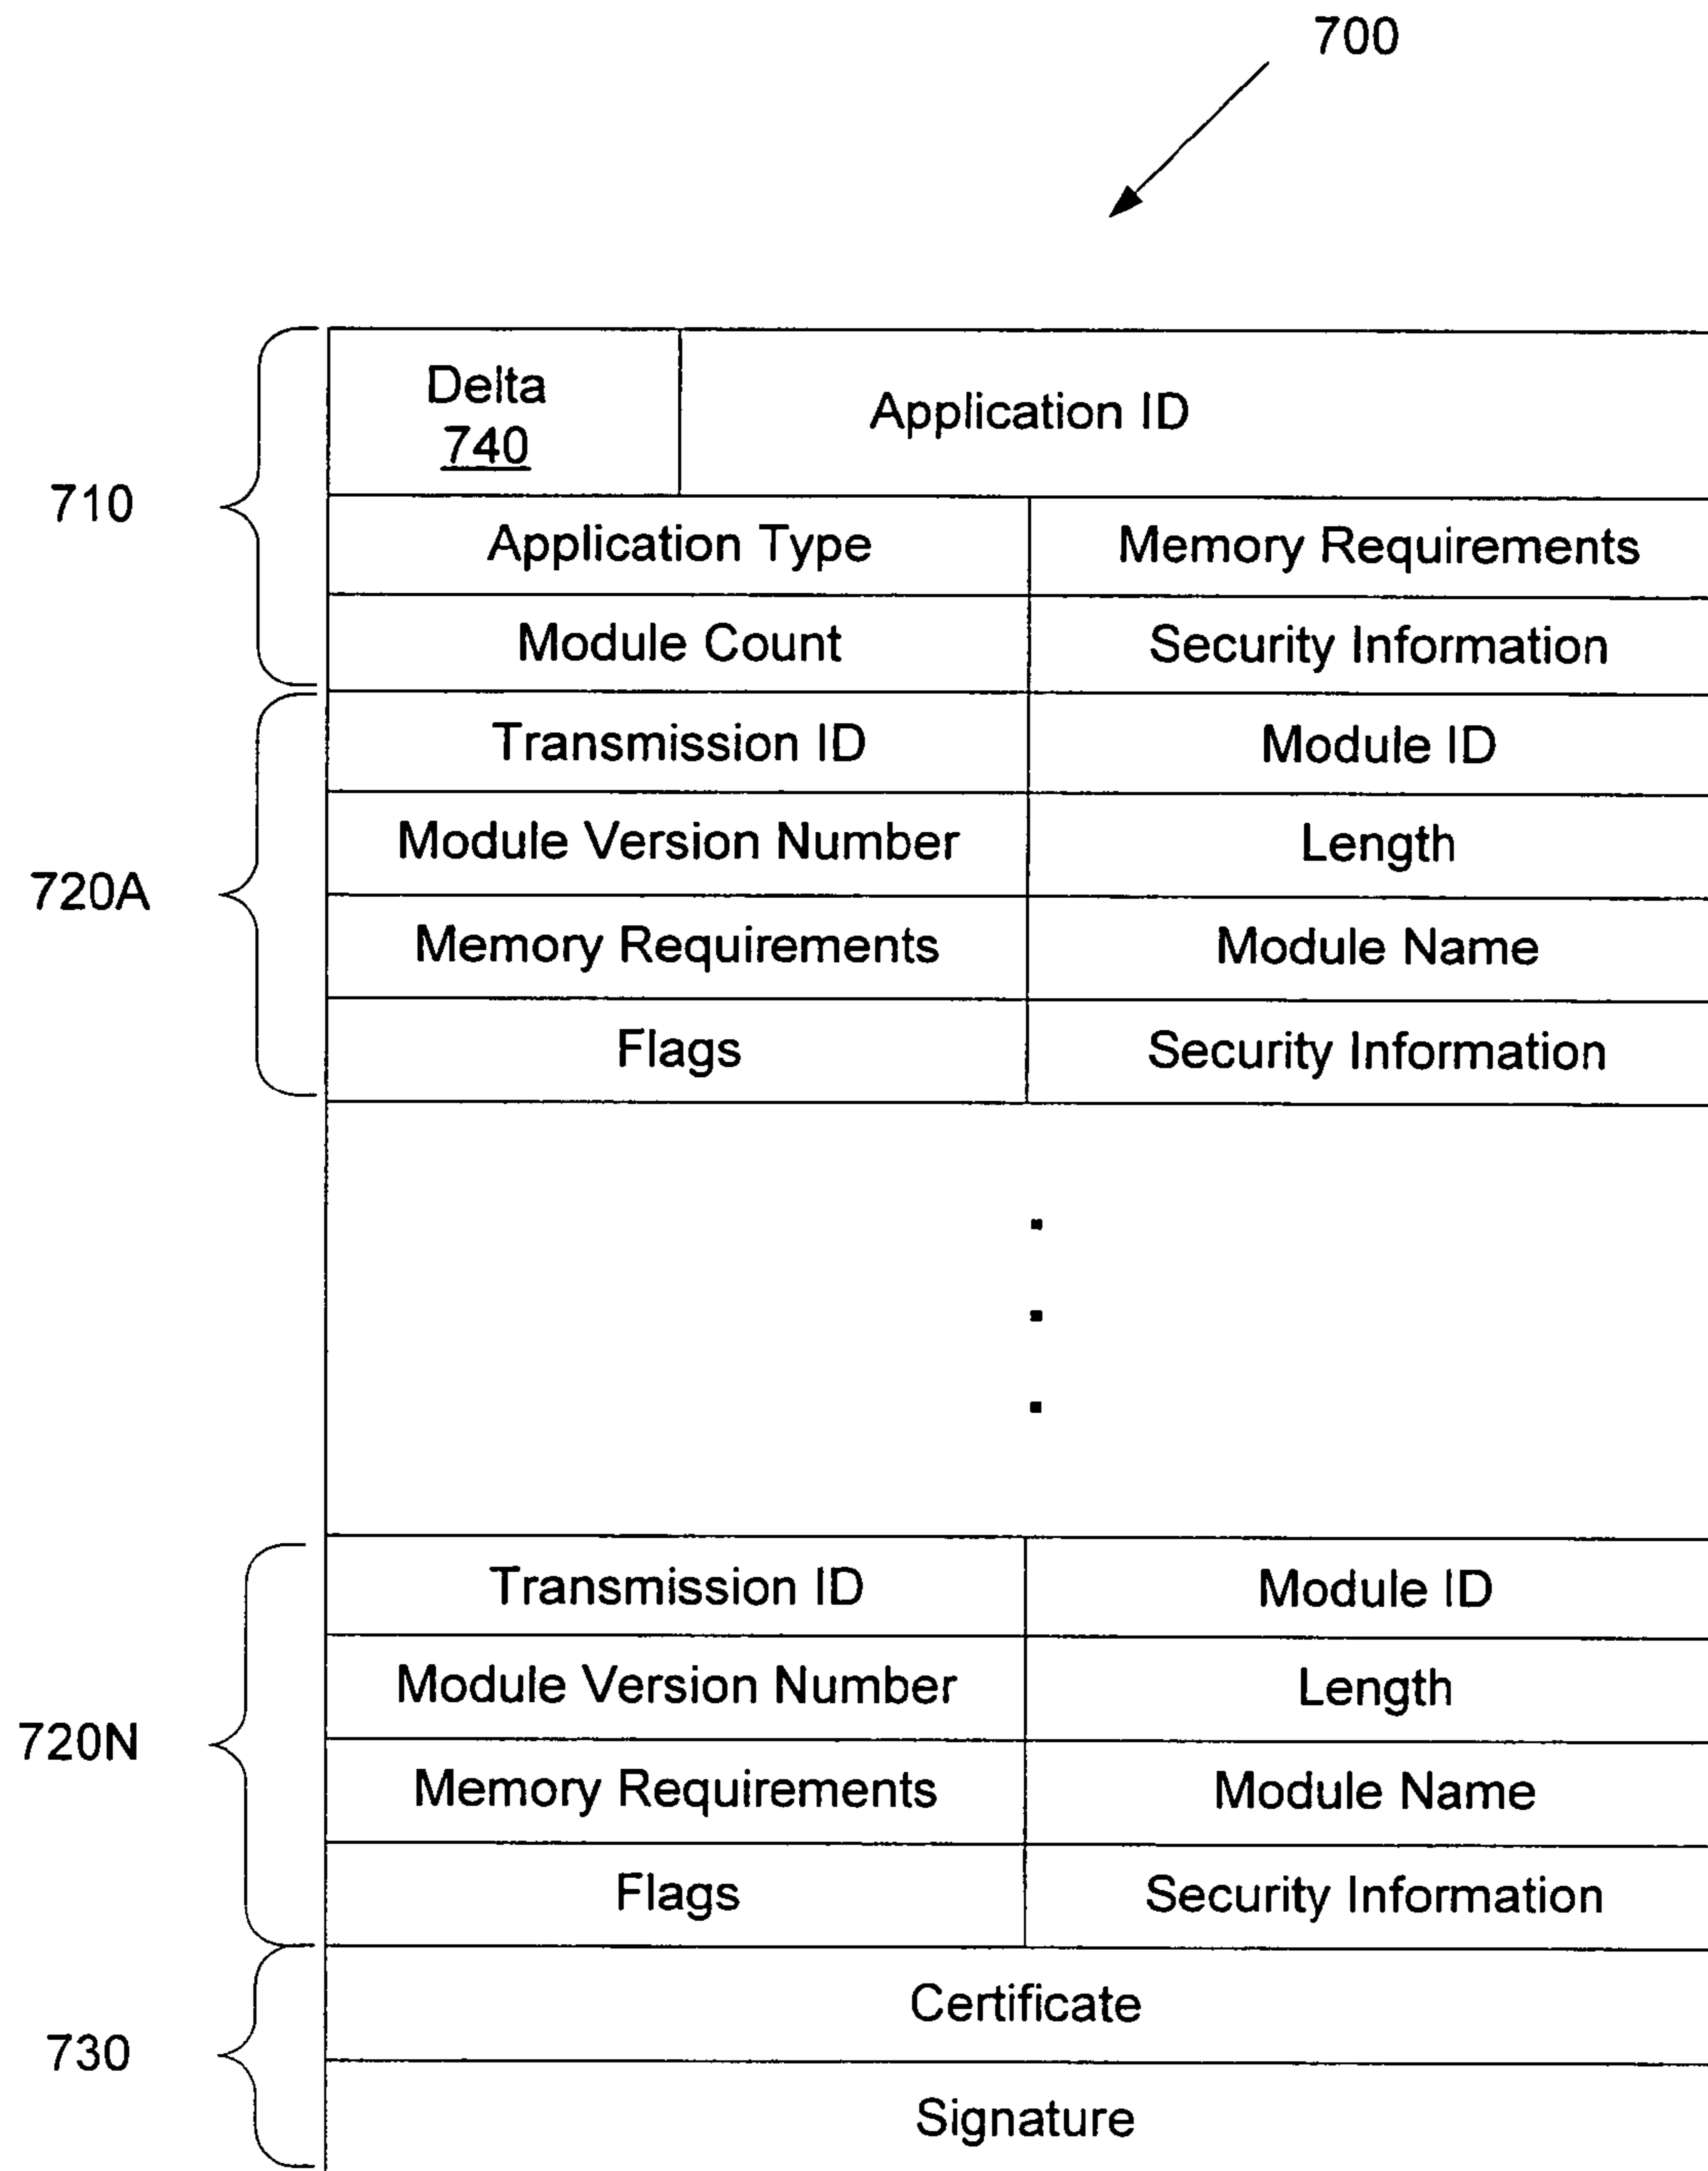 700
Delta
740
Application ID
710
Application Type
Memory Requirements
Module Count
Security Information
Transmission ID
Module ID
Module Version Number
Length
720A
Memory Requirements
Module Name
Flags
Security Information
Transmission ID
Module ID
Module Version Number
Length
720N
Memory Requirements
Module Name
Flags
Security Information
Certificate
730
Signature